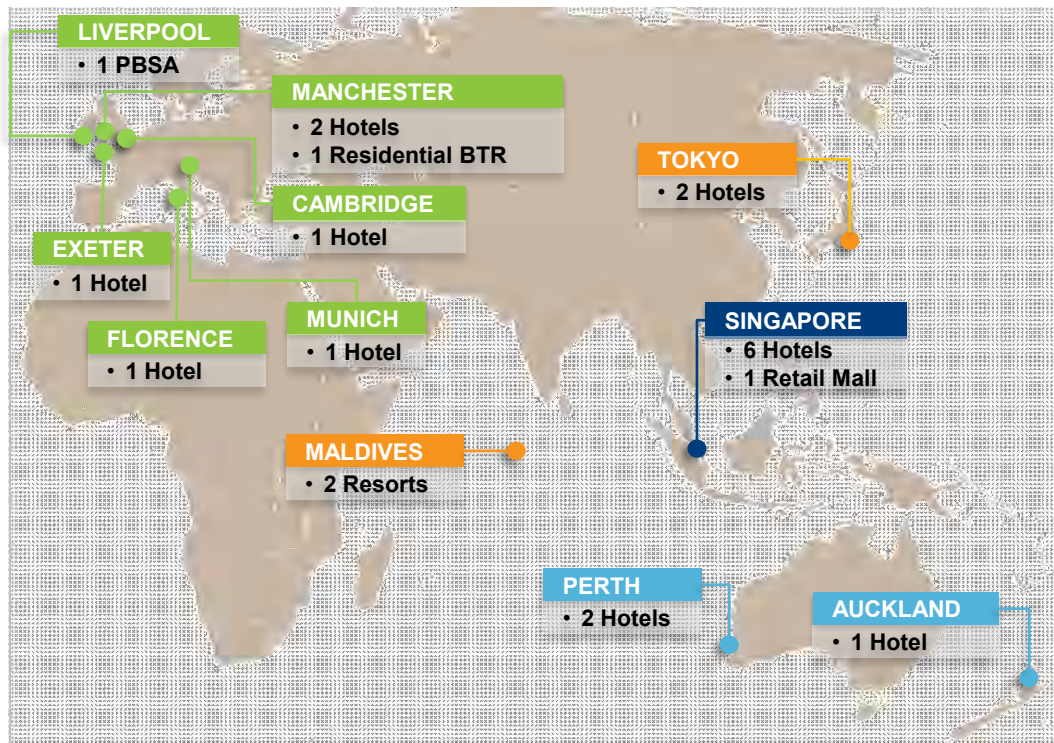 LIVERPOOL
• 1 PBSA
MANCHESTER
• 2 Hotels
• 1 Residential BTR
TOKYO
• 2 Hotels
CAMBRIDGE
• 1 Hotel
EXETER
• 1 Hotel
FLORENCE
• 1 Hotel
MUNICH
• 1 Hotel
SINGAPORE
• 6 Hotels
• 1 Retail Mall
MALDIVES
• 2 Resorts
PERTH
• 2 Hotels
AUCKLAND
• 1 Hotel